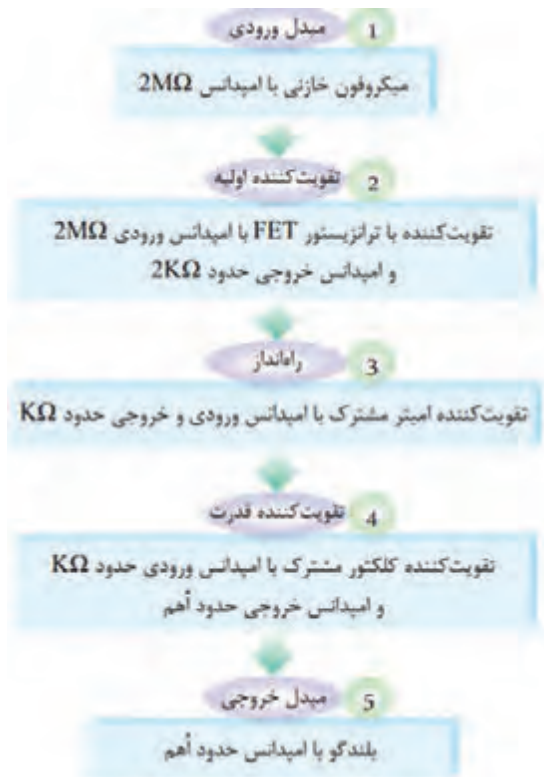 1 مبدل ورودی
میکروفون خازنی با امپدانس 2MΩ
2 تقویت‌کننده اولیه
تقویت‌کننده با ترانزیستور FET با امپدانس ورودی 2MΩ
و امپدانس خروجی حدود 2KΩ
3 راه‌انداز
تقویت‌کننده امیتر مشترک با امپدانس ورودی و خروجی حدود KΩ
4 تقویت‌کننده قدرت
تقویت‌کننده کلکتور مشترک با امپدانس ورودی حدود KΩ
و امپدانس خروجی حدود اُهم
5 مبدل خروجی
بلندگو با امپدانس حدود اُهم